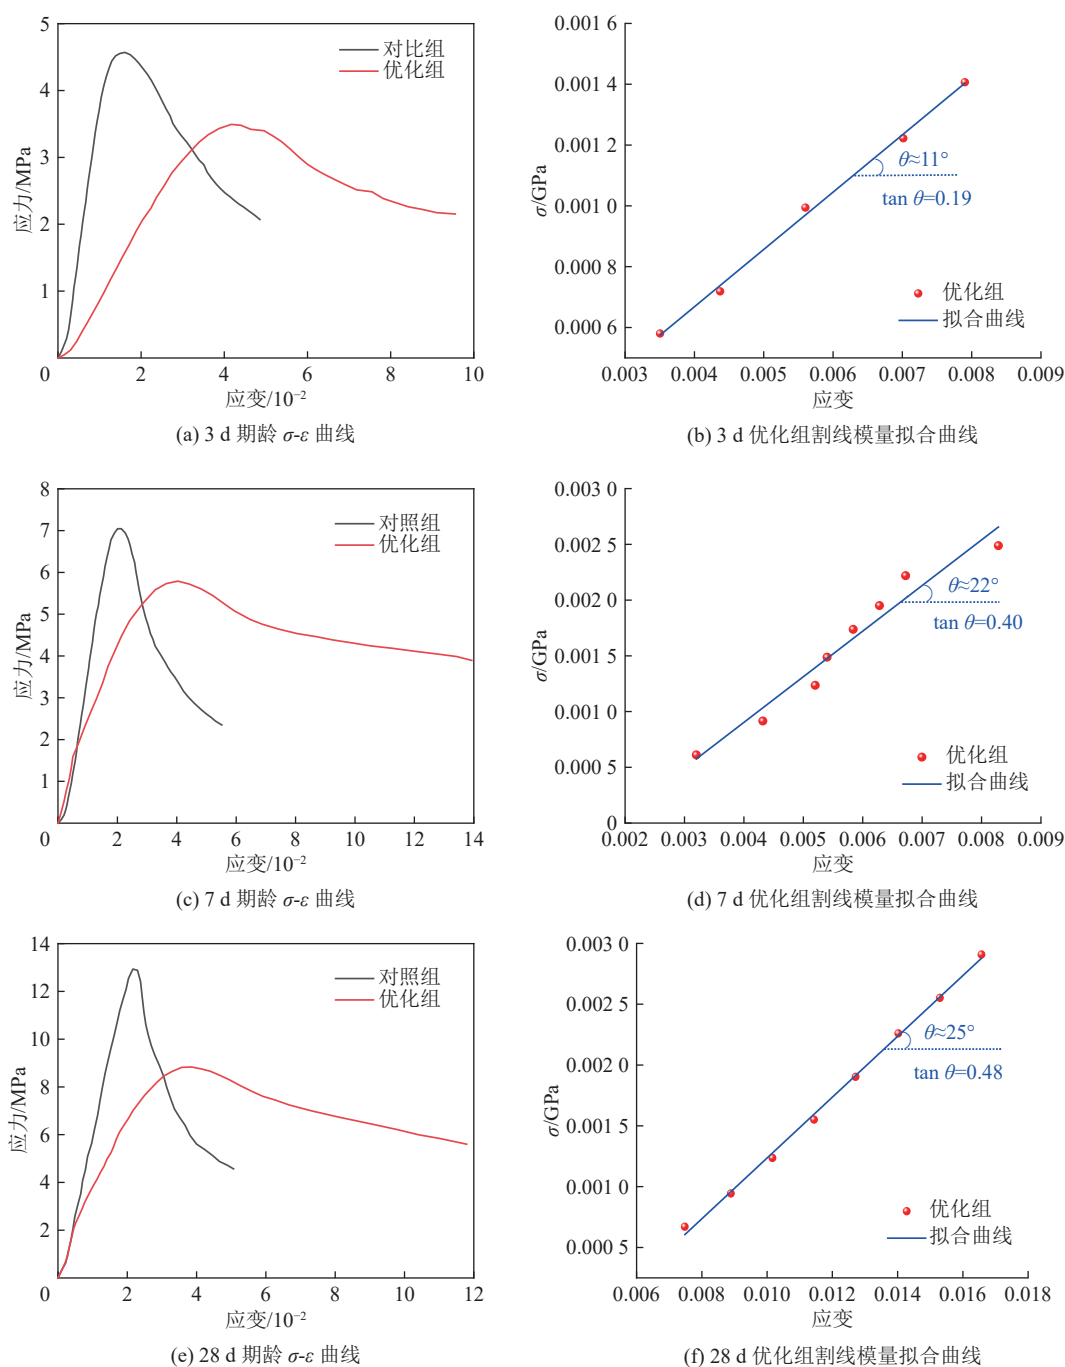 5
4
3
2
1
0
2
4
6
8
10
应力/MPa
应变/10⁻²
对比组
优化组
(a) 3 d 期龄 σ-ε 曲线
0.001 6
0.001 4
0.001 2
0.001 0
0.000 8
0.000 6
0.003
0.004
0.005
0.006
0.007
0.008
0.009
σ/GPa
应变
θ≈11°
tan θ=0.19
优化组
拟合曲线
(b) 3 d 优化组割线模量拟合曲线
8
7
6
5
4
3
2
1
0
2
4
6
8
10
12
14
应力/MPa
应变/10⁻²
对照组
优化组
(c) 7 d 期龄 σ-ε 曲线
0.003 0
0.002 5
0.002 0
0.001 5
0.001 0
0.000 5
0
0.002
0.003
0.004
0.005
0.006
0.007
0.008
0.009
σ/GPa
应变
θ≈22°
tan θ=0.40
优化组
拟合曲线
(d) 7 d 优化组割线模量拟合曲线
14
12
10
8
6
4
2
0
2
4
6
8
10
12
应力/MPa
应变/10⁻²
对照组
优化组
(e) 28 d 期龄 σ-ε 曲线
0.003 0
0.002 5
0.002 0
0.001 5
0.001 0
0.000 5
0.006
0.008
0.010
0.012
0.014
0.016
0.018
σ/GPa
应变
θ≈25°
tan θ=0.48
优化组
拟合曲线
(f) 28 d 优化组割线模量拟合曲线